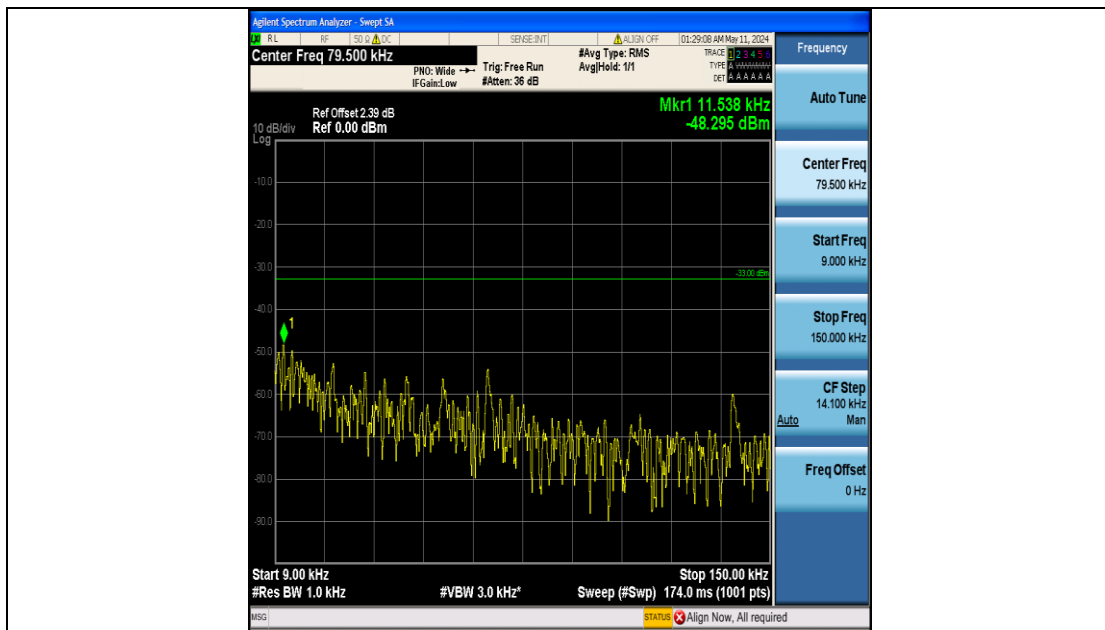 Agilent Spectrum Analyzer - Swept SA
RL RF 50 Ω DC SENSE:INT ALIGN OFF 01:29:08 AM May 11, 2024
Center Freq 79.500 kHz
PNO: Wide
IFGain:Low
Trig: Free Run
#Atten: 36 dB
#Avg Type: RMS
Avg|Hold: 1/1
TRACE 1 2 3 4 5 6
TYPE A WWWWW
DET A A A A A A
Frequency
Mkr1 11.538 kHz
-48.295 dBm
Ref Offset 2.39 dB
10 dB/div Ref 0.00 dBm
Log
-10.0
-20.0
-30.0
-33.00 dBm
-40.0
1
-50.0
-60.0
-70.0
-80.0
-90.0
Start 9.00 kHz Stop 150.00 kHz
#Res BW 1.0 kHz #VBW 3.0 kHz* Sweep (#Swp) 174.0 ms (1001 pts)
MSG STATUS Align Now, All required
Auto Tune
Center Freq
79.500 kHz
Start Freq
9.000 kHz
Stop Freq
150.000 kHz
CF Step
14.100 kHz
Auto Man
Freq Offset
0 Hz